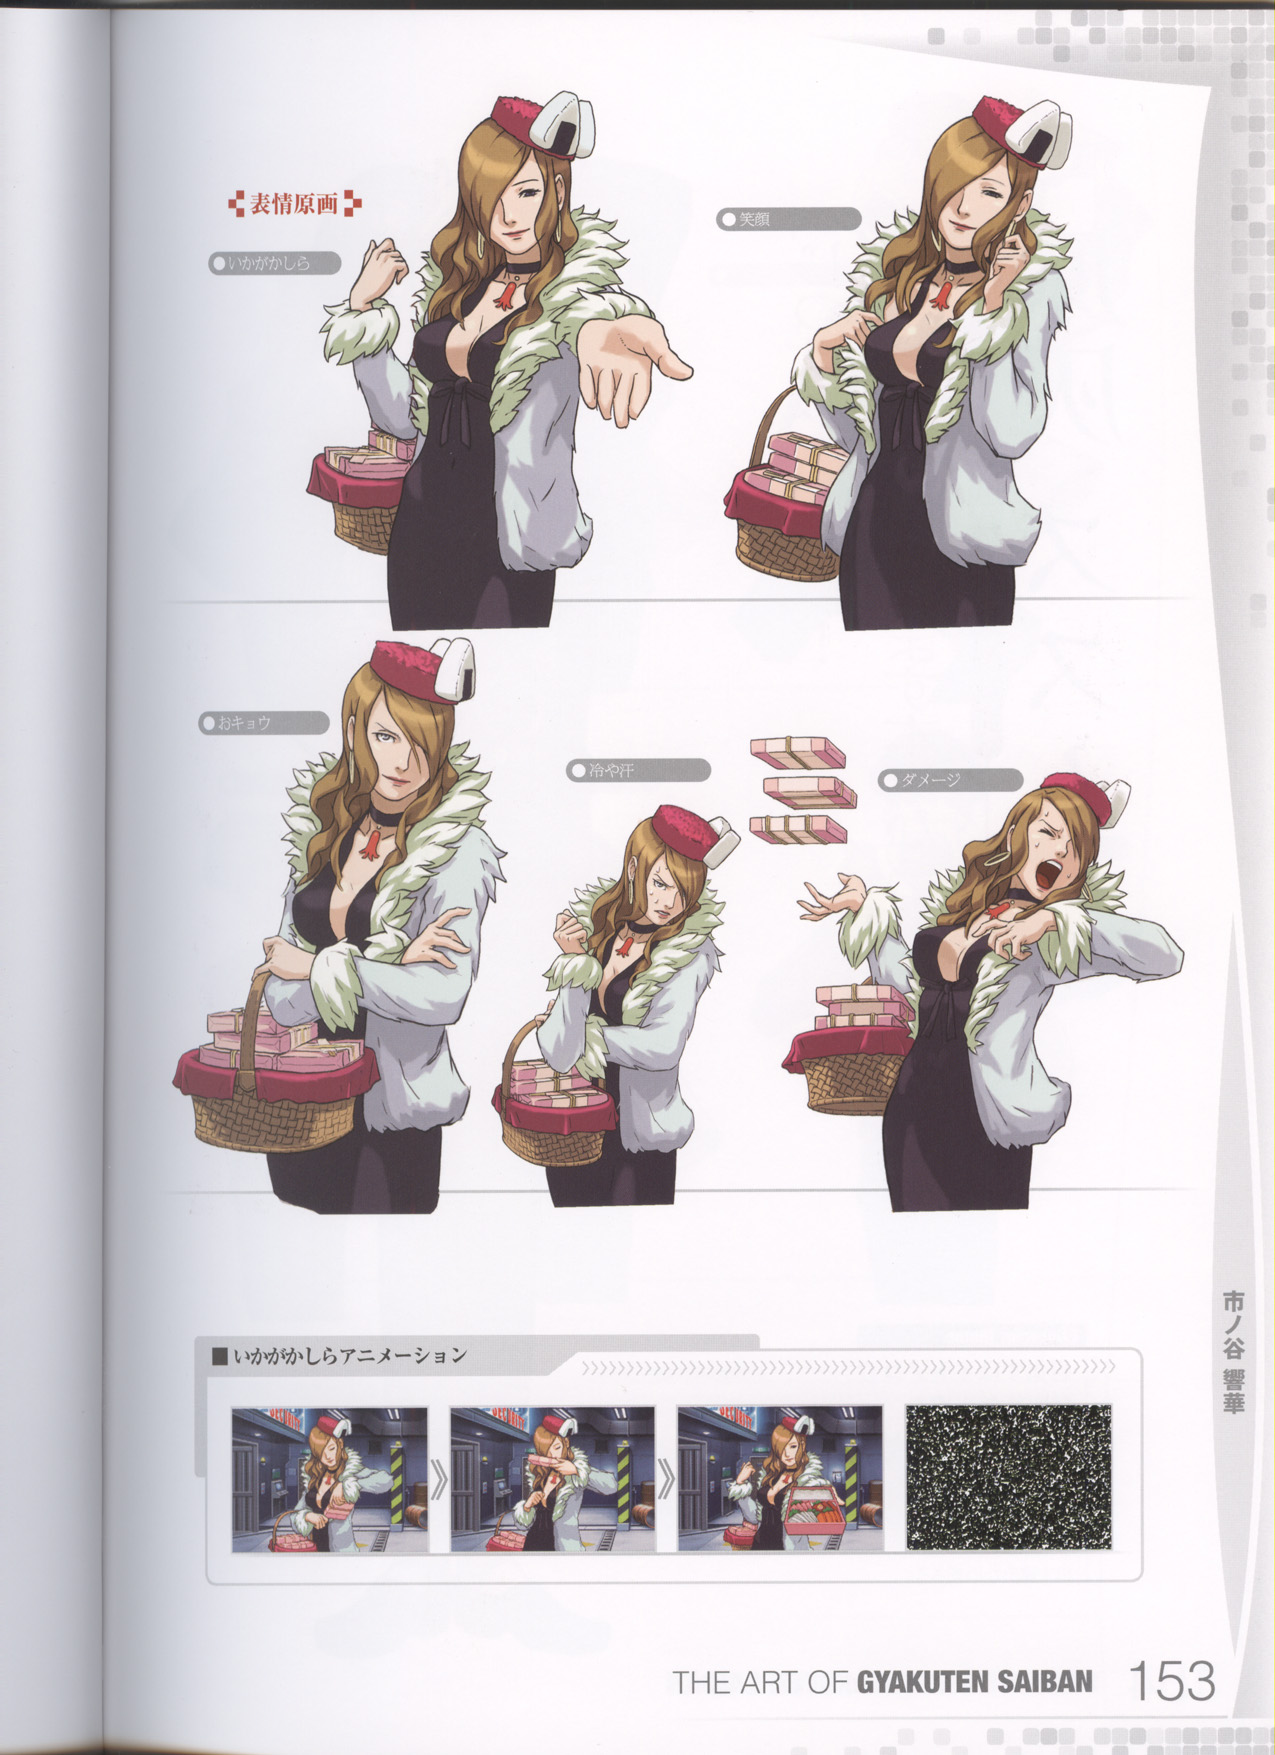 表情原画
いかがかしら
笑顔
おキョウ
冷や汗
ダメージ
市ノ谷 響華
■いかがかしらアニメーション
THE ART OF GYAKUTEN SAIBAN 153